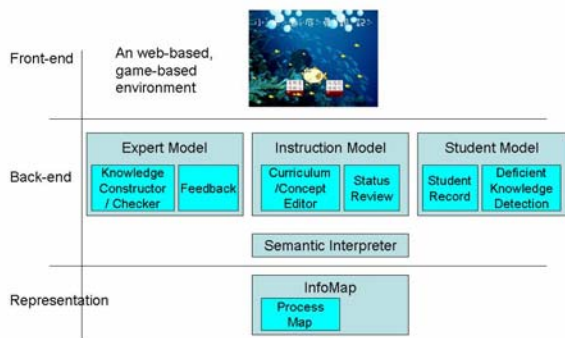 Front-end
An web-based,
game-based
environment
Back-end
Expert Model
Knowledge
Constructor
/ Checker
Feedback
Instruction Model
Curriculum
/Concept
Editor
Status
Review
Student Model
Student
Record
Deficient
Knowledge
Detection
Semantic Interpreter
Representation
InfoMap
Process
Map